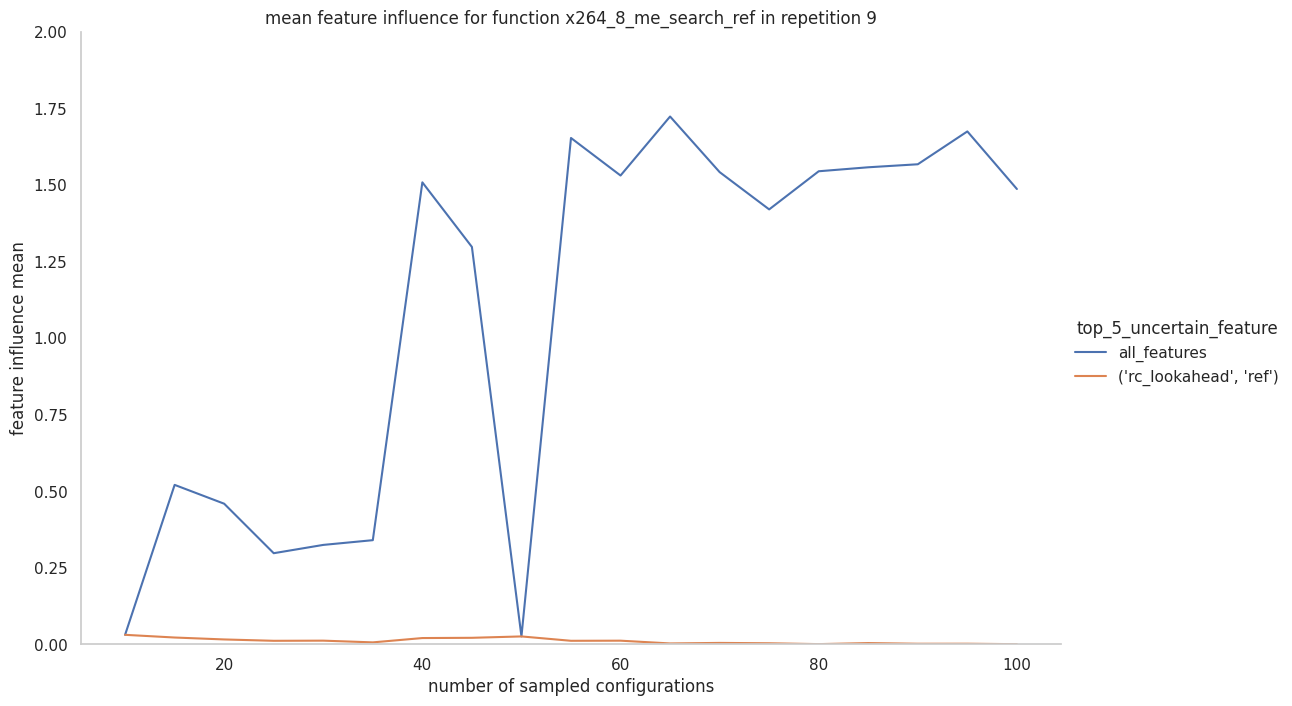 mean feature influence for function x264_8_me_search_ref in repetition 9
2.00
1.75
1.50
1.25
1.00
0.75
0.50
0.25
0.00
feature influence mean
20
40
60
80
100
number of sampled configurations
top_5_uncertain_feature
all_features
('rc_lookahead', 'ref')